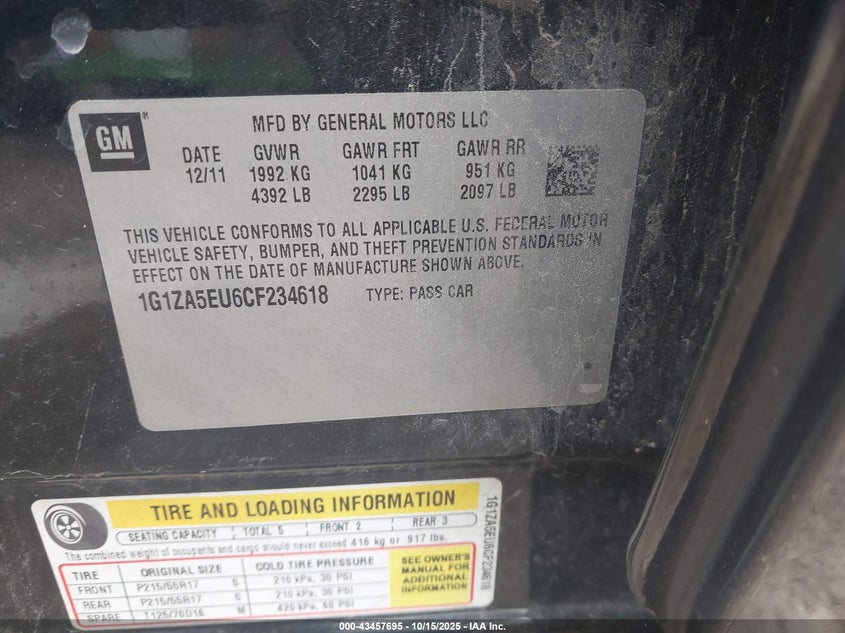 GM
MFD BY GENERAL MOTORS LLC
DATE GVWR GAWR FRT GAWR RR
12/11 1992 KG 1041 KG 951 KG
4392 LB 2295 LB 2097 LB
THIS VEHICLE CONFORMS TO ALL APPLICABLE U.S. FEDERAL MOTOR
VEHICLE SAFETY, BUMPER, AND THEFT PREVENTION STANDARDS IN
EFFECT ON THE DATE OF MANUFACTURE SHOWN ABOVE.
1G1ZA5EU6CF234618 TYPE: PASS CAR
TIRE AND LOADING INFORMATION
SEATING CAPACITY TOTAL 5 FRONT 2 REAR 3
The combined weight of occupants and cargo should never exceed 416 kg or 917 lbs.
TIRE ORIGINAL SIZE COLD TIRE PRESSURE
FRONT P215/55R17 S 210 kPa, 30 PSI
REAR P215/55R17 S 210 kPa, 30 PSI
SPARE T125/70D16 M 420 kPa, 60 PSI
SEE OWNER'S
MANUAL FOR
ADDITIONAL
INFORMATION
1G1ZA5EU6CF234618
000-43457695 - 10/15/2025 - IAA Inc.